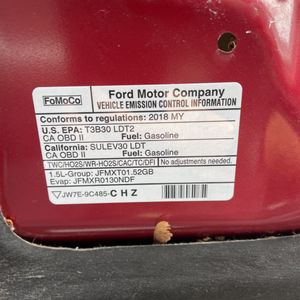 FoMoCo
Ford Motor Company
VEHICLE EMISSION CONTROL INFORMATION
Conforms to regulations: 2018 MY
U.S. EPA: T3B30 LDT2
CA OBD II Fuel: Gasoline
California: SULEV30 LDT
CA OBD II Fuel: Gasoline
TWC/HO2S/WR-HO2S/CAC/TC/DFI No adjustments needed.
1.5L-Group: JFMXT01.52GB
Evap: JFMXR0130NDF
JW7E-9C485-CHZ